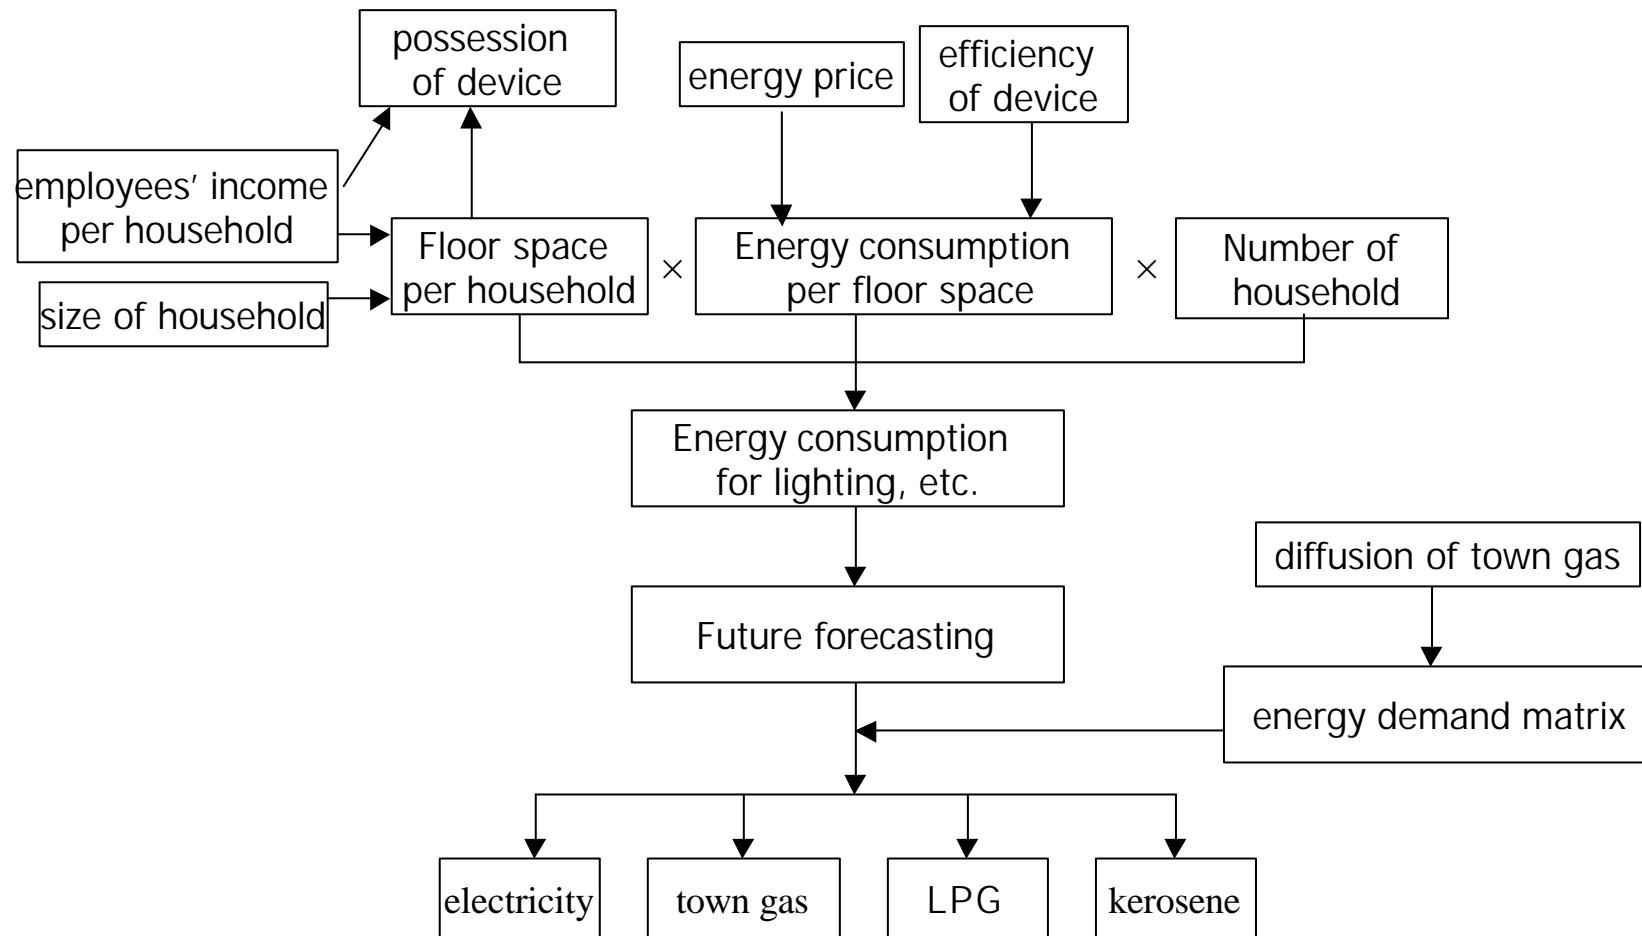 possession
of device
energy price
efficiency
of device
employees’ income
per household
size of household
Floor space
per household
×
Energy consumption
per floor space
×
Number of
household
Energy consumption
for lighting, etc.
Future forecasting
diffusion of town gas
energy demand matrix
electricity
town gas
LPG
kerosene